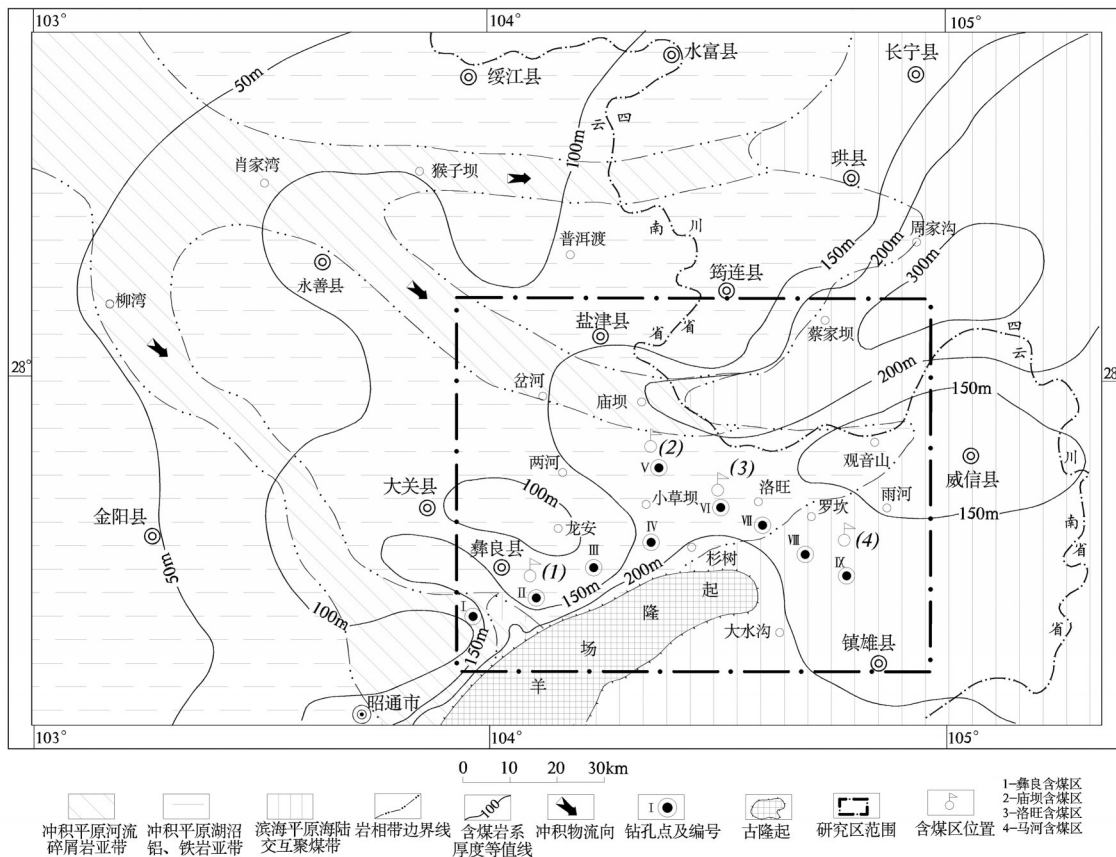 103°
104°
105°
水富县
绥江县
长宁县
50m
100m
云
四
珙县
肖家湾
猴子坝
周家沟
普洱渡
南
川
150m
200m
300m
筠连县
永善县
柳湾
盐津县
省
省
蔡家坝
四
云
28°
28
岔河
庙坝
200m
150m
(2)
观音山
川
两河
V
(3)
威信县
大关县
100m
小草坝
洛旺
雨河
金阳县
VI
罗坎
150m
龙安
IV
VII
南
彝良县
III
杉树
VIII
(4)
省
50m
(1)
200m
IX
II
150m
起
I
隆
100m
大水沟
省
150m
场
镇雄县
羊
昭通市
103°
104°
105°
0 10 20 30km
100
I
1-彝良含煤区
2-庙坝含煤区
3-洛旺含煤区
4-马河含煤区
冲积平原河流
碎屑岩亚带
冲积平原湖沼
铝、铁岩亚带
滨海平原海陆
交互聚煤带
岩相带边界线
含煤岩系
厚度等值线
冲积物流向
钻孔点及编号
古隆起
研究区范围
含煤区位置